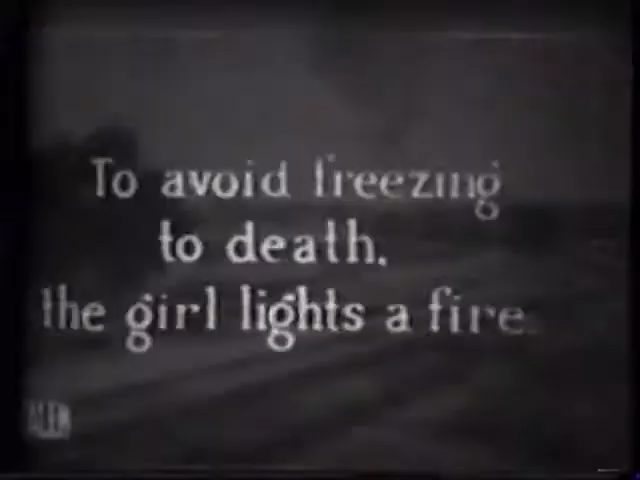 To avoid freezing
to death,
the girl lights a fire.